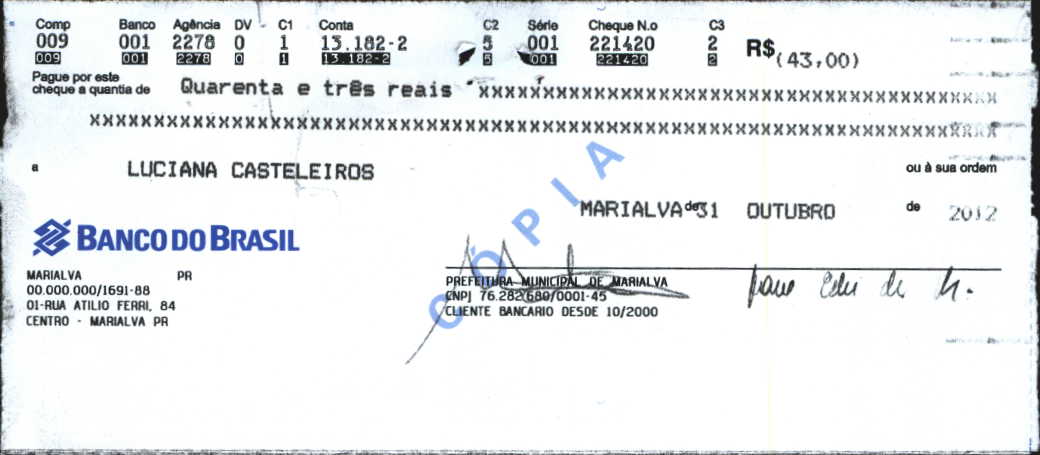 Comp Banco Agência DV C1 Conta C2 Série Cheque N.o C3
009 001 2278 0 1 13.182-2 5 001 221420 2 R$(43,00)
009 001 2278 0 1 13.182-2 5 001 221420 2
Pague por este
cheque a quantia de Quarenta e três reais xxxxxxxxxxxxxxxxxxxxxxxxxxxxxxxxxxxxxxxxxxxxxxxx
xxxxxxxxxxxxxxxxxxxxxxxxxxxxxxxxxxxxxxxxxxxxxxxxxxxxxxxxxxxxxxxxxxxxxxxxxxxxxxxx
a LUCIANA CASTELEIROS ou à sua ordem
MARIALVA de 31 OUTUBRO de 2012
CÓPIA
BANCO DO BRASIL
MARIALVA PR
00.000.000/1691-88
01-RUA ATILIO FERRI, 84
CENTRO - MARIALVA PR
PREFEITURA MUNICIPAL DE MARIALVA
CNPJ 76.282680/0001-45
CLIENTE BANCARIO DESDE 10/2000